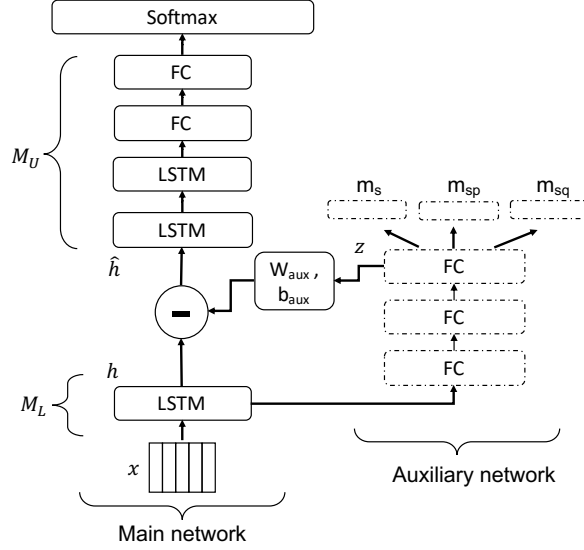 Softmax
FC
FC
M_U
LSTM
LSTM
m_s
m_sp
m_sq
ĥ
z
W_aux ,
b_aux
FC
FC
FC
-
h
M_L
LSTM
x
Auxiliary network
Main network